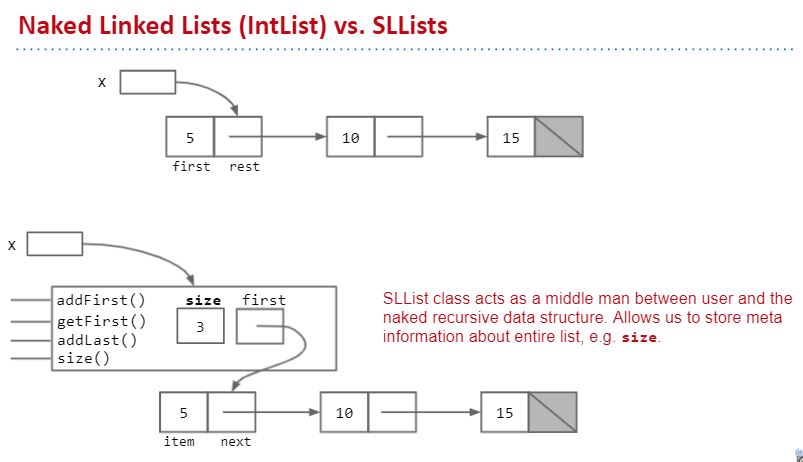 Naked Linked Lists (IntList) vs. SLLists
X
5
10
15
first rest
X
addFirst() size first
getFirst() 3
addLast()
size()
SLList class acts as a middle man between user and the
naked recursive data structure. Allows us to store meta
information about entire list, e.g. size.
5
10
15
item next